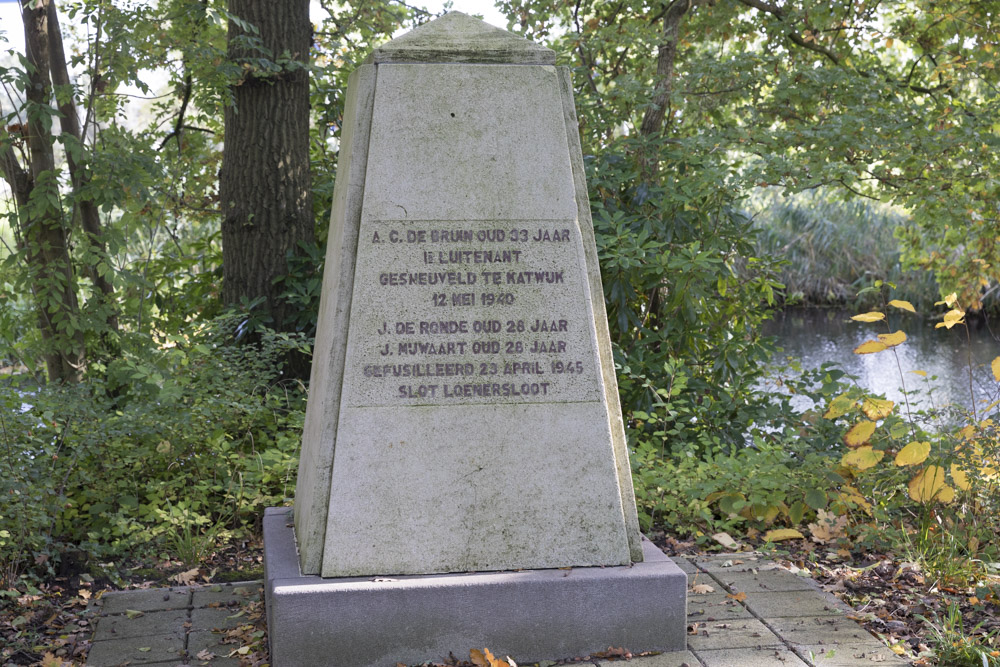 A. C. DE BRUIN OUD 33 JAAR
1E LUITENANT
GESNEUVELD TE KATWIJK
12 MEI 1940
J. DE RONDE OUD 28 JAAR
J. MIJWAART OUD 28 JAAR
GEFUSILLEERD 23 APRIL 1945
SLOT LOENERSLOOT